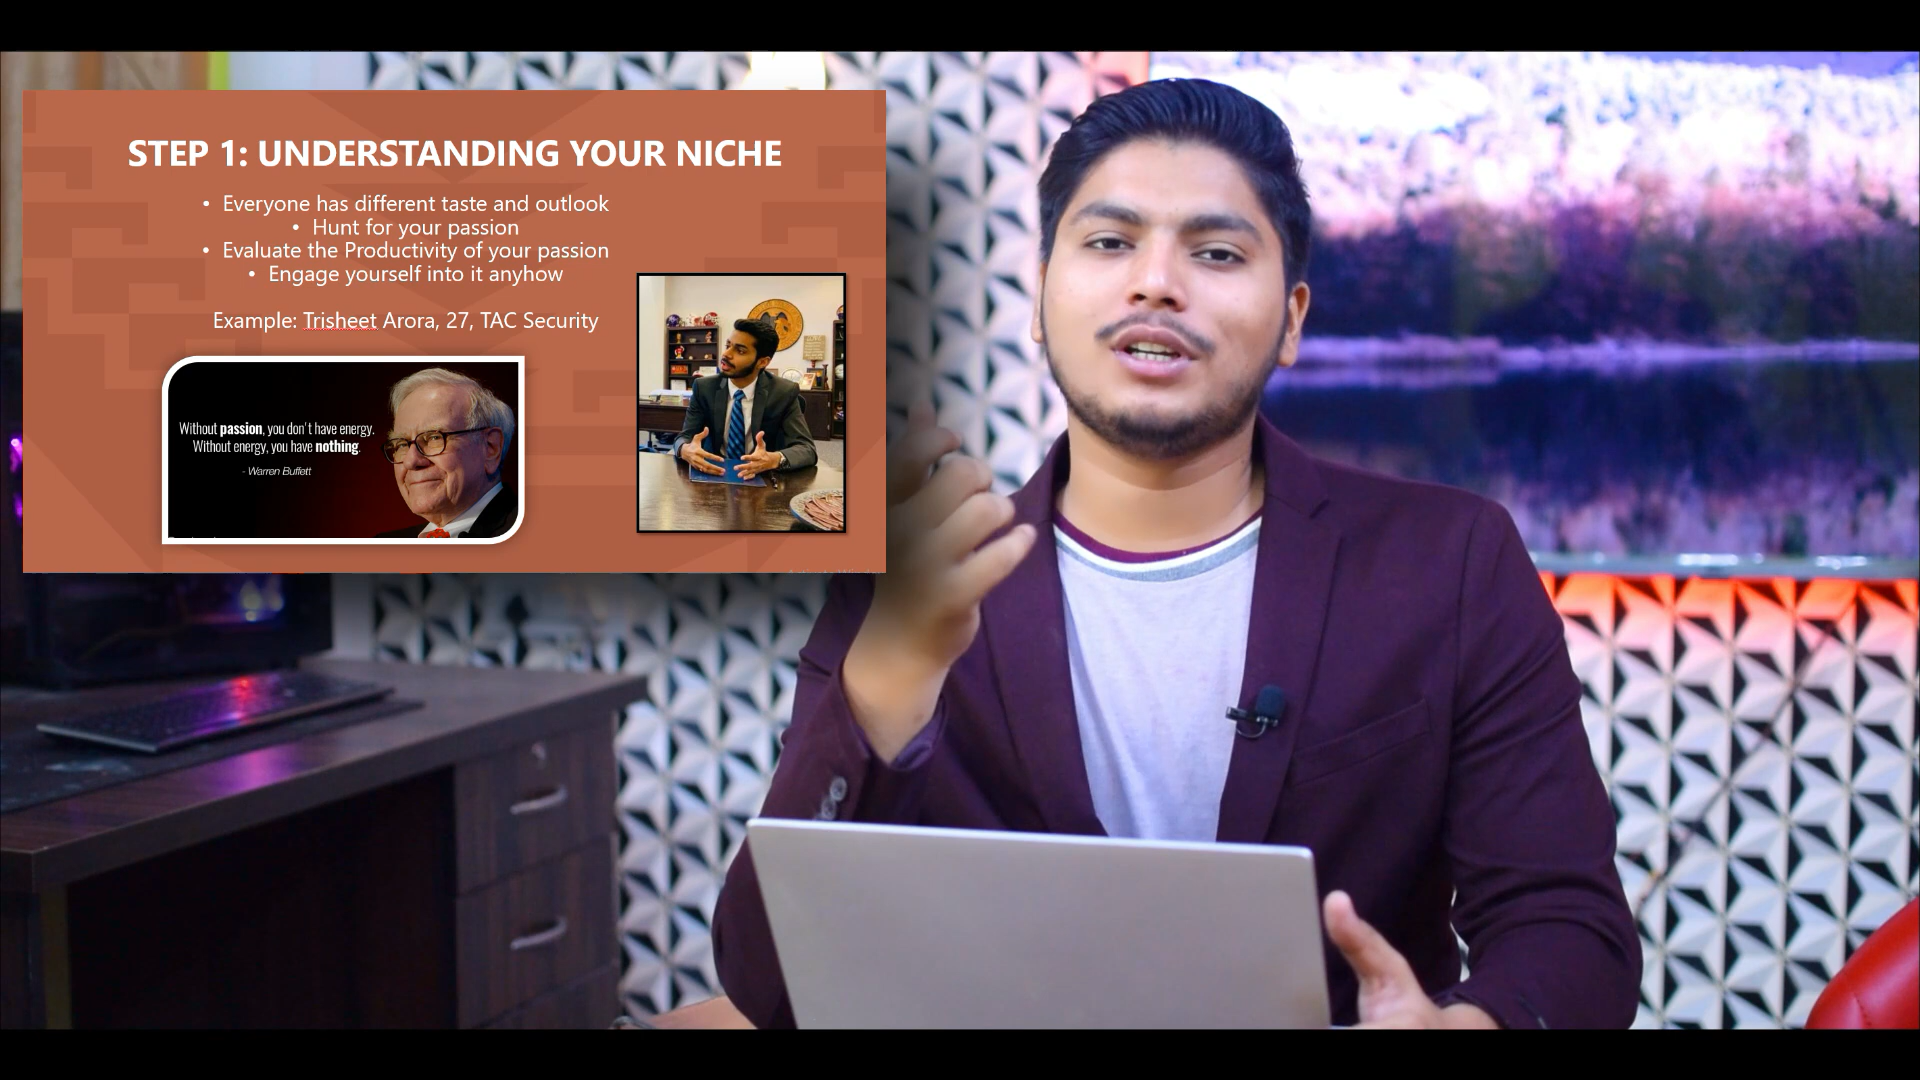 STEP 1: UNDERSTANDING YOUR NICHE
• Everyone has different taste and outlook
• Hunt for your passion
• Evaluate the Productivity of your passion
• Engage yourself into it anyhow
Example: Trisheet Arora, 27, TAC Security
Without passion, you don't have energy.
Without energy, you have nothing.
- Warren Buffett